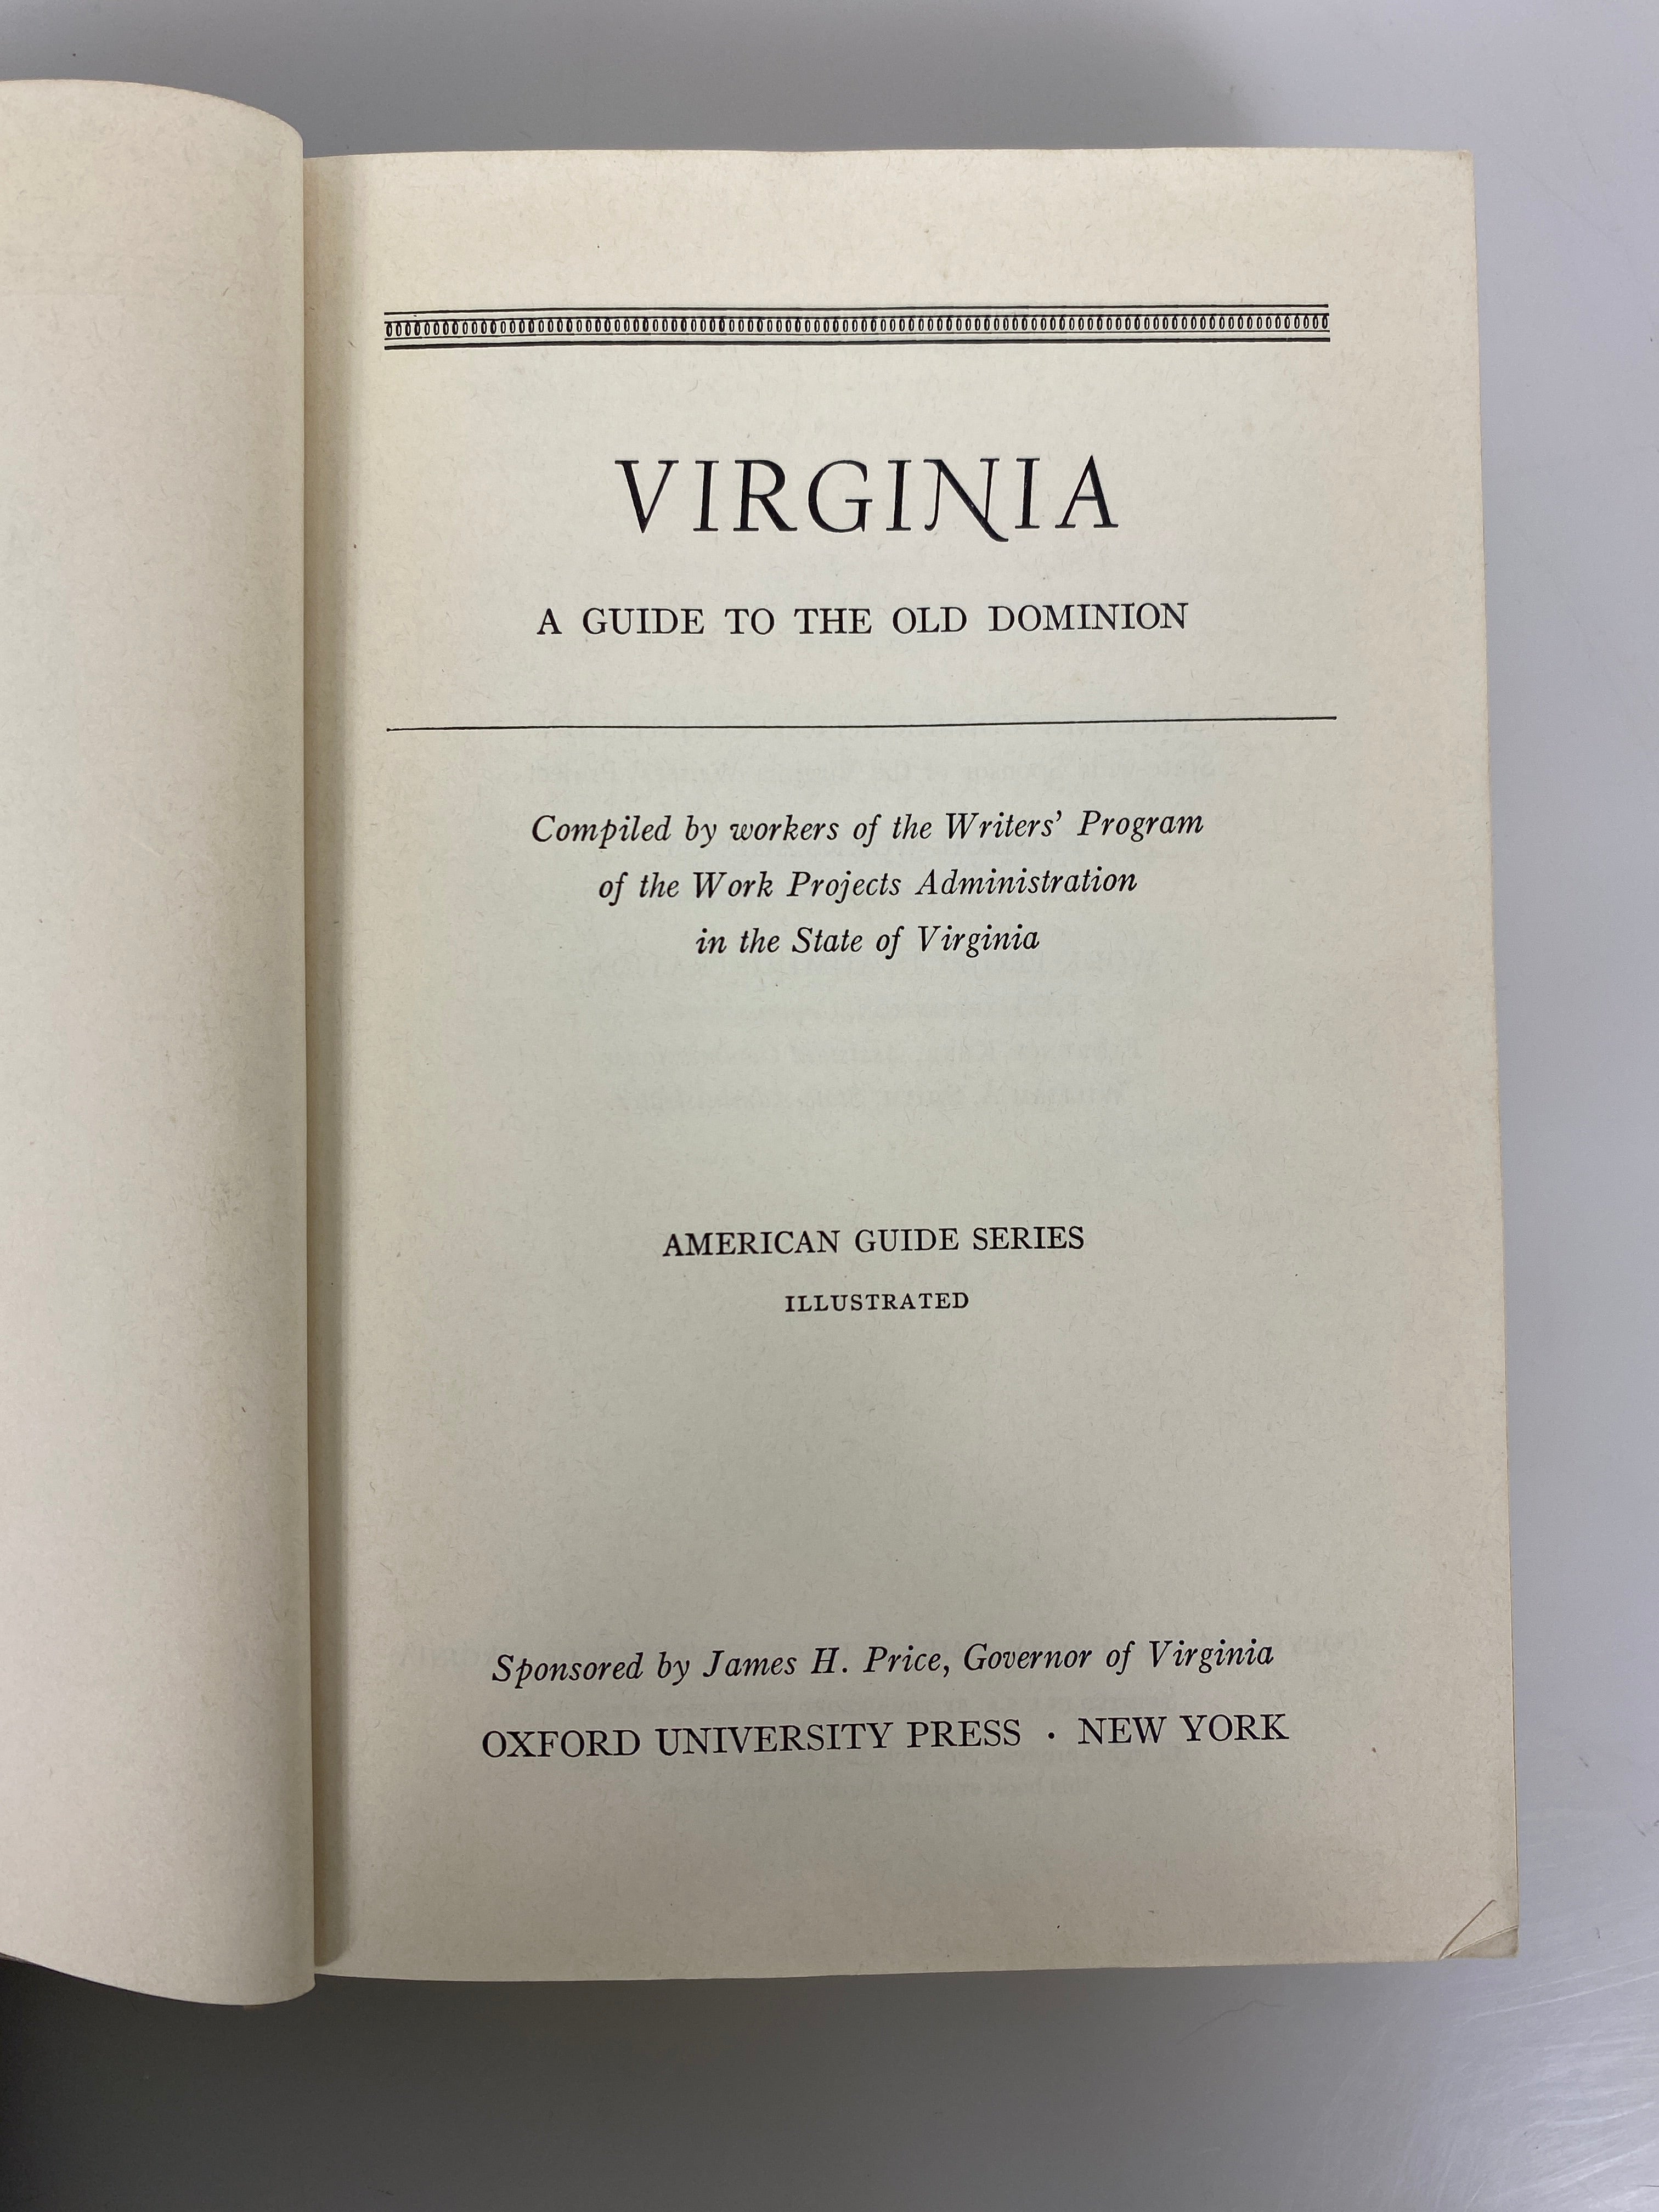 VIRGINIA
A GUIDE TO THE OLD DOMINION
Compiled by workers of the Writers' Program
of the Work Projects Administration
in the State of Virginia
AMERICAN GUIDE SERIES
ILLUSTRATED
Sponsored by James H. Price, Governor of Virginia
OXFORD UNIVERSITY PRESS · NEW YORK